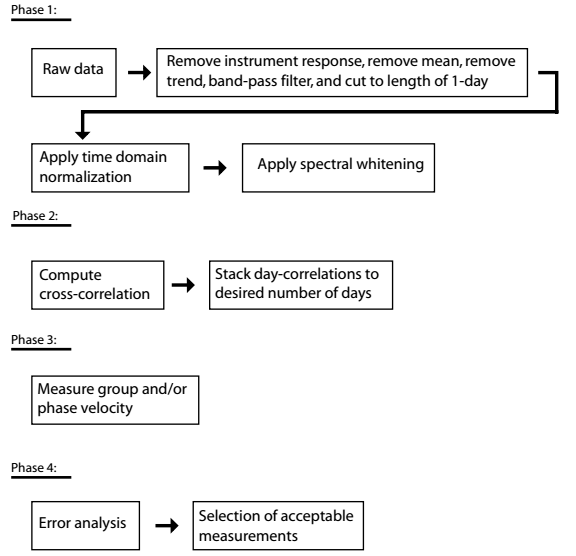 Phase 1:
Raw data
Remove instrument response, remove mean, remove
trend, band-pass filter, and cut to length of 1-day
Apply time domain
normalization
Apply spectral whitening
Phase 2:
Compute
cross-correlation
Stack day-correlations to
desired number of days
Phase 3:
Measure group and/or
phase velocity
Phase 4:
Error analysis
Selection of acceptable
measurements